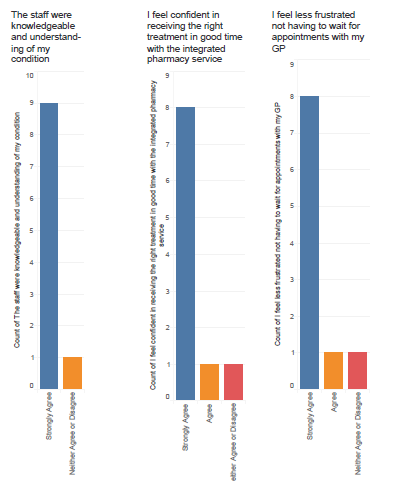 The staff were
knowledgeable
and understand-
ing of my
condition
Count of The staff were knowledgeable and understanding of my condition
10
9
8
7
6
5
4
3
2
1
0
Strongly Agree
Neither Agree or Disagree
I feel confident in
receiving the right
treatment in good time
with the integrated
pharmacy service
Count of I feel confident in receiving the right treatment in good time with the integrated pharmacy
service
9
8
7
6
5
4
3
2
1
0
Strongly Agree
Agree
either Agree or Disagree
I feel less frustrated
not having to wait for
appointments with my
GP
Count of I feel less frustrated not having to wait for appointments with my GP
9
8
7
6
5
4
3
2
1
0
Strongly Agree
Agree
Neither Agree or Disagree